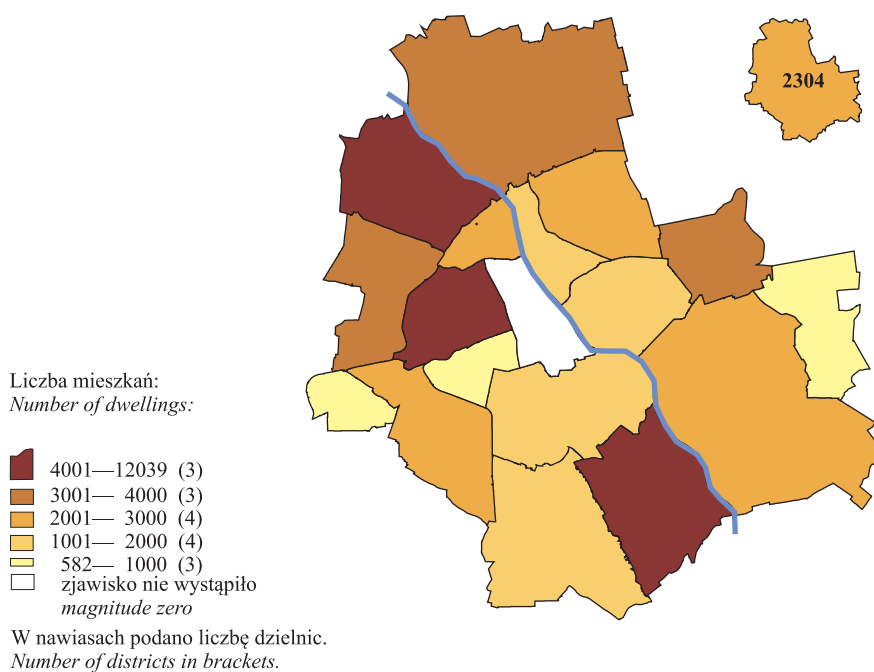 2304
Liczba mieszkań:
Number of dwellings:
4001— 12039 (3)
3001— 4000 (3)
2001— 3000 (4)
1001— 2000 (4)
582— 1000 (3)
zjawisko nie wystąpiło
magnitude zero
W nawiasach podano liczbę dzielnic.
Number of districts in brackets.